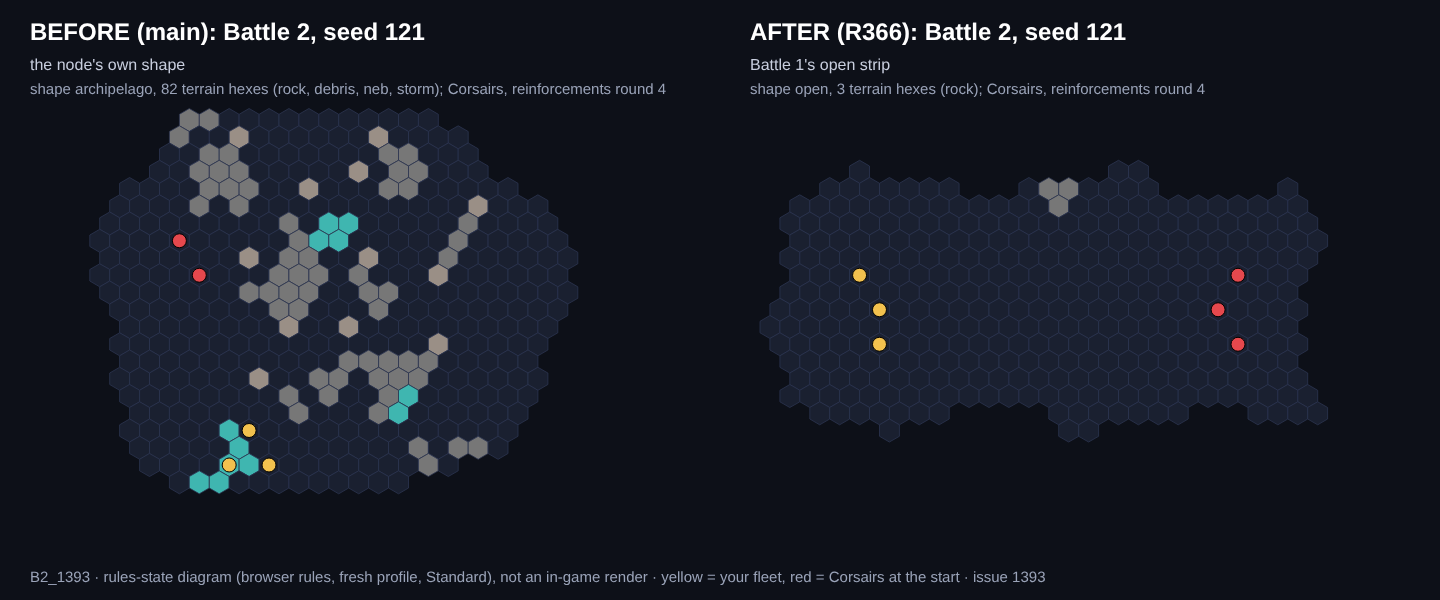 BEFORE (main): Battle 2, seed 121
the node's own shape
shape archipelago, 82 terrain hexes (rock, debris, neb, storm); Corsairs, reinforcements round 4
AFTER (R366): Battle 2, seed 121
Battle 1's open strip
shape open, 3 terrain hexes (rock); Corsairs, reinforcements round 4
B2_1393 · rules-state diagram (browser rules, fresh profile, Standard), not an in-game render · yellow = your fleet, red = Corsairs at the start · issue 1393